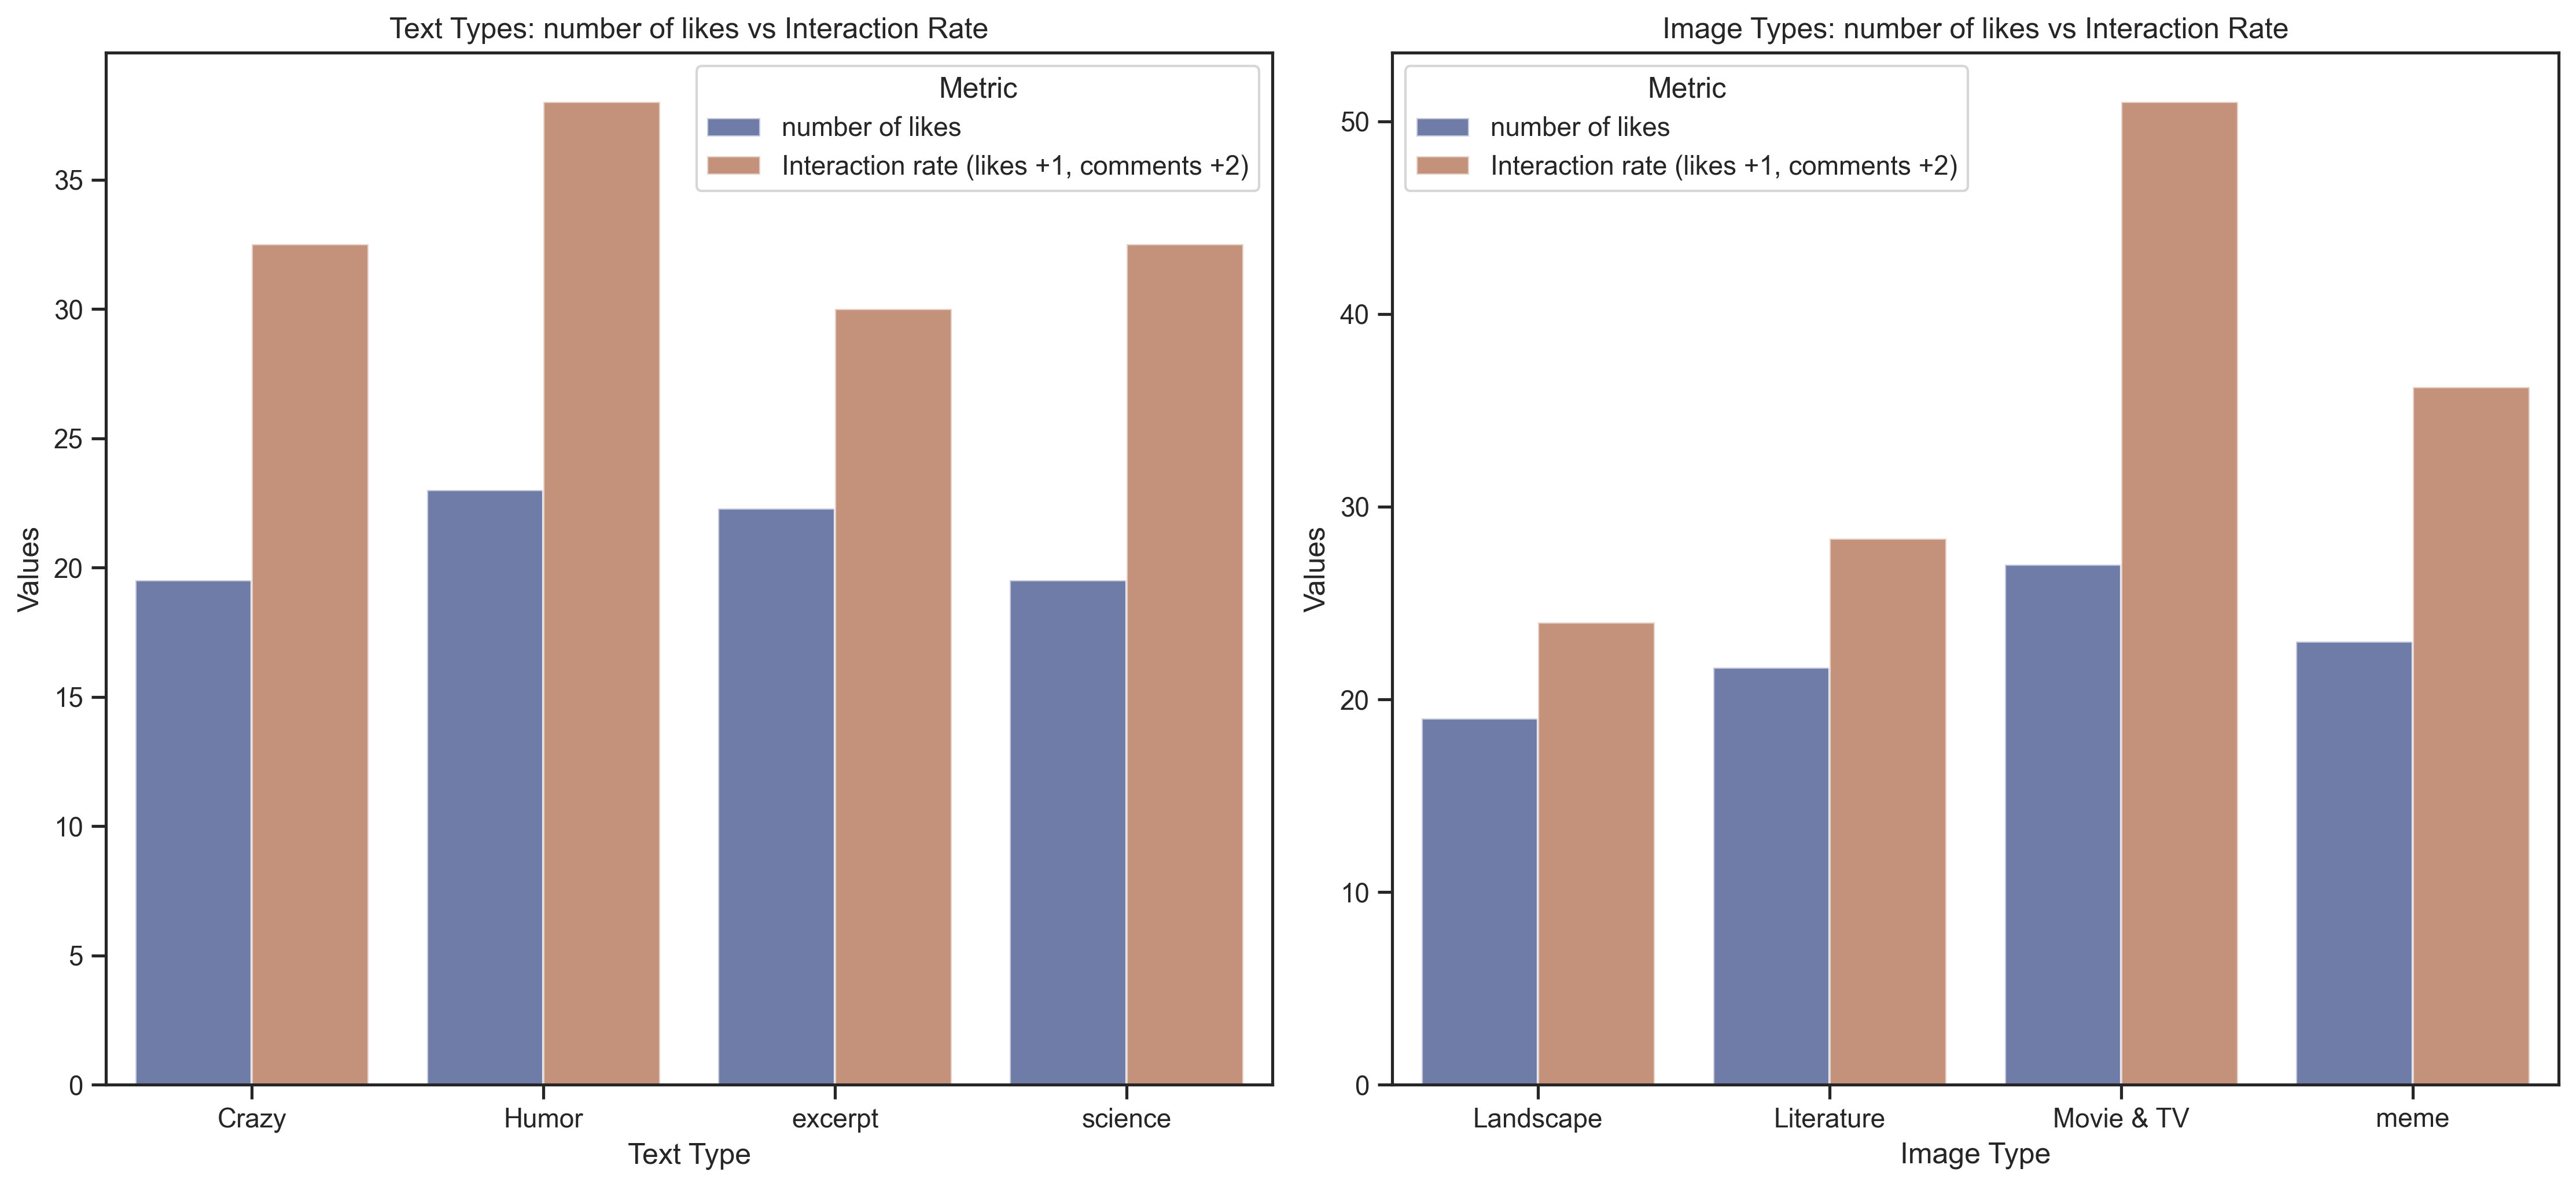 Text Types: number of likes vs Interaction Rate
Metric
number of likes
Interaction rate (likes +1, comments +2)
Values
35
30
25
20
15
10
5
0
Crazy
Humor
excerpt
science
Text Type
Image Types: number of likes vs Interaction Rate
Metric
number of likes
Interaction rate (likes +1, comments +2)
Values
50
40
30
20
10
0
Landscape
Literature
Movie & TV
meme
Image Type